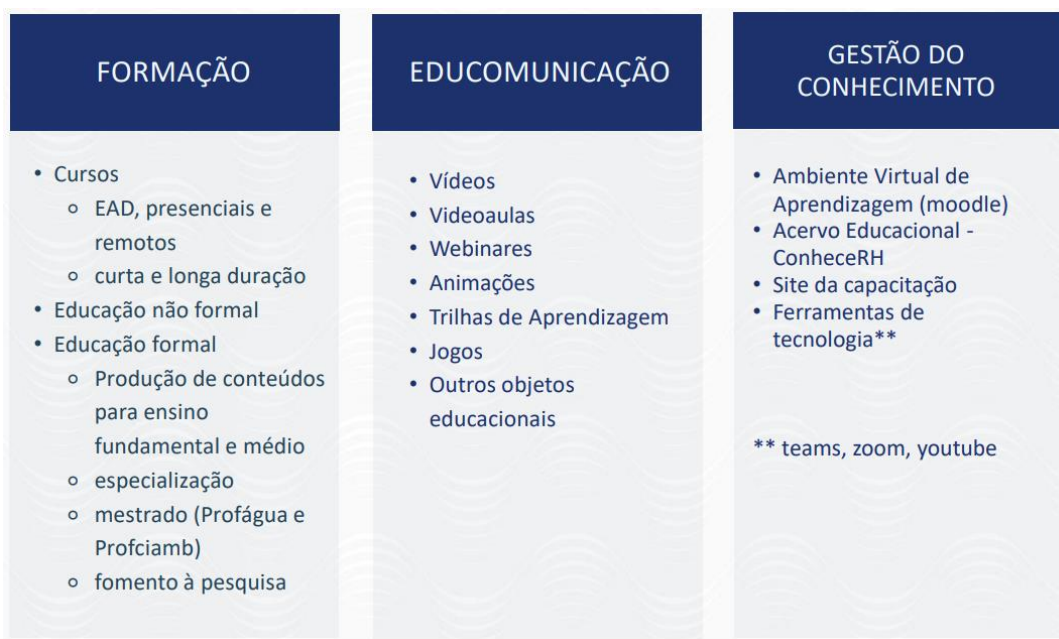 FORMAÇÃO
• Cursos
o EAD, presenciais e
remotos
o curta e longa duração
• Educação não formal
• Educação formal
o Produção de conteúdos
para ensino
fundamental e médio
o especialização
o mestrado (Profágua e
Profciamb)
o fomento à pesquisa
EDUCOMUNICAÇÃO
• Vídeos
• Videoaulas
• Webinares
• Animações
• Trilhas de Aprendizagem
• Jogos
• Outros objetos
educacionais
GESTÃO DO
CONHECIMENTO
• Ambiente Virtual de
Aprendizagem (moodle)
• Acervo Educacional -
ConheceRH
• Site da capacitação
• Ferramentas de
tecnologia**
** teams, zoom, youtube